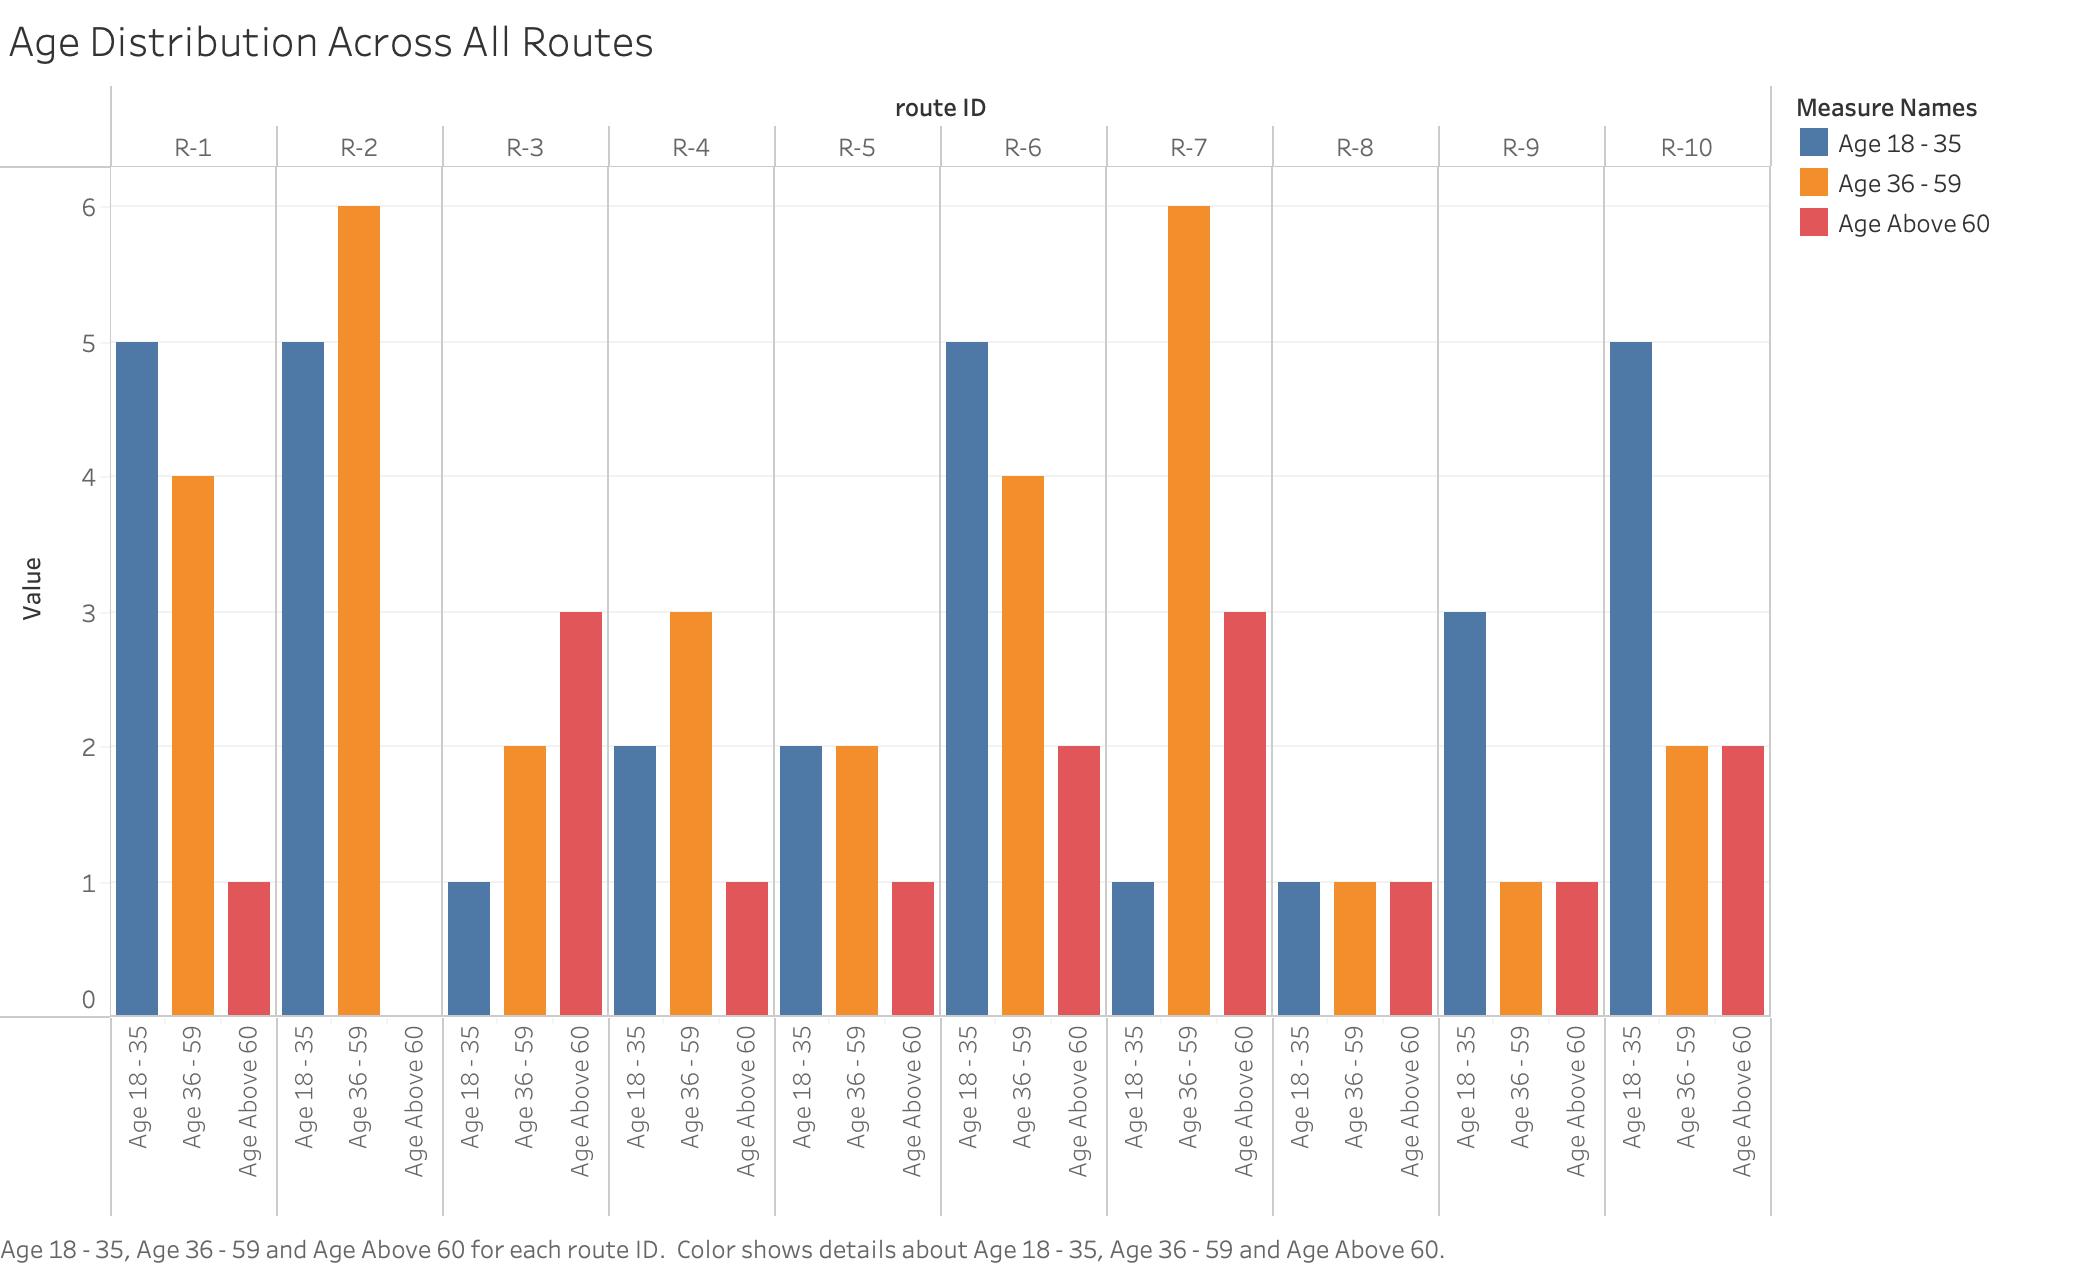 Age Distribution Across All Routes
route ID
R-1 R-2 R-3 R-4 R-5 R-6 R-7 R-8 R-9 R-10
Measure Names
Age 18 - 35
Age 36 - 59
Age Above 60
Value
6
5
4
3
2
1
0
Age 18 - 35
Age 36 - 59
Age Above 60
Age 18 - 35
Age 36 - 59
Age Above 60
Age 18 - 35
Age 36 - 59
Age Above 60
Age 18 - 35
Age 36 - 59
Age Above 60
Age 18 - 35
Age 36 - 59
Age Above 60
Age 18 - 35
Age 36 - 59
Age Above 60
Age 18 - 35
Age 36 - 59
Age Above 60
Age 18 - 35
Age 36 - 59
Age Above 60
Age 18 - 35
Age 36 - 59
Age Above 60
Age 18 - 35
Age 36 - 59
Age Above 60
Age 18 - 35, Age 36 - 59 and Age Above 60 for each route ID.  Color shows details about Age 18 - 35, Age 36 - 59 and Age Above 60.